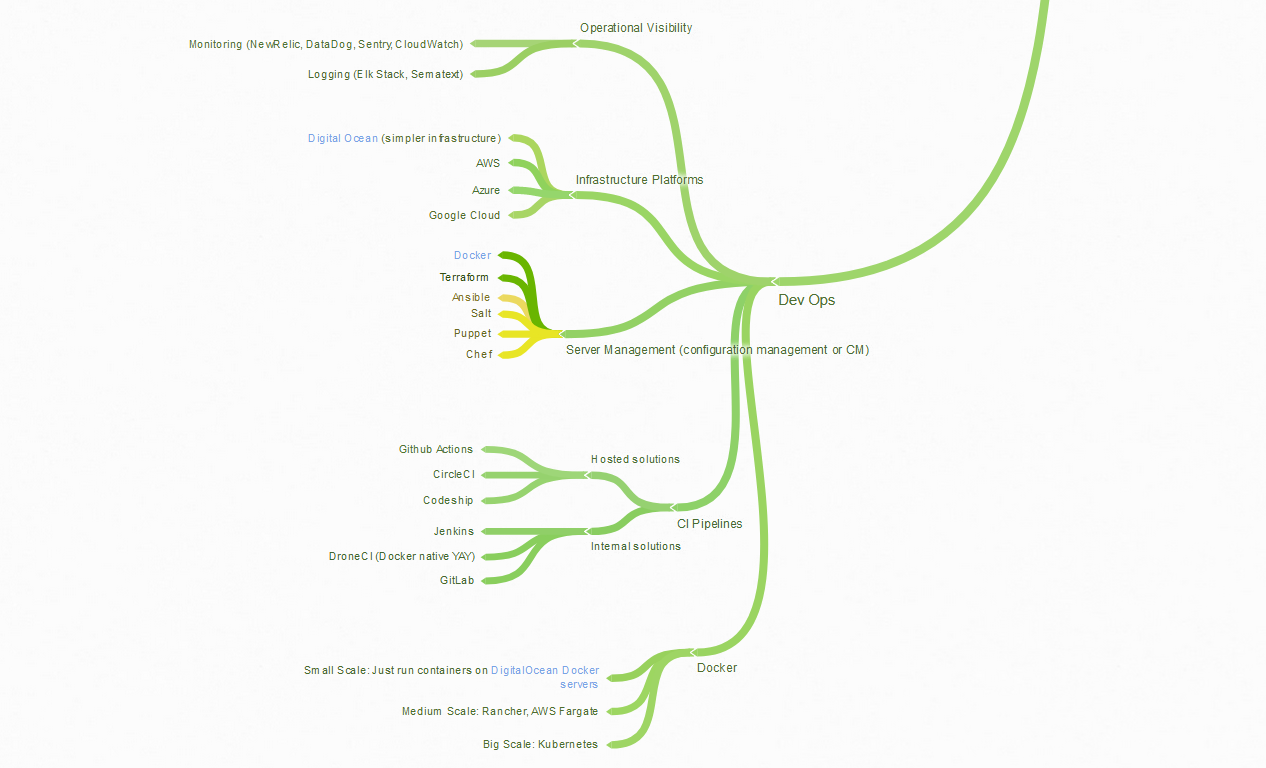 Operational Visibility
Monitoring (NewRelic, DataDog, Sentry, CloudWatch)
Logging (Elk Stack, Sematext)
Digital Ocean (simpler infrastructure)
AWS
Infrastructure Platforms
Azure
Google Cloud
Docker
Terraform
Ansible
Salt
Puppet
Chef
Server Management (configuration management or CM)
Dev Ops
Github Actions
Hosted solutions
CircleCI
Codeship
CI Pipelines
Jenkins
Internal solutions
DroneCI (Docker native YAY)
GitLab
Docker
Small Scale: Just run containers on DigitalOcean Docker
servers
Medium Scale: Rancher, AWS Fargate
Big Scale: Kubernetes